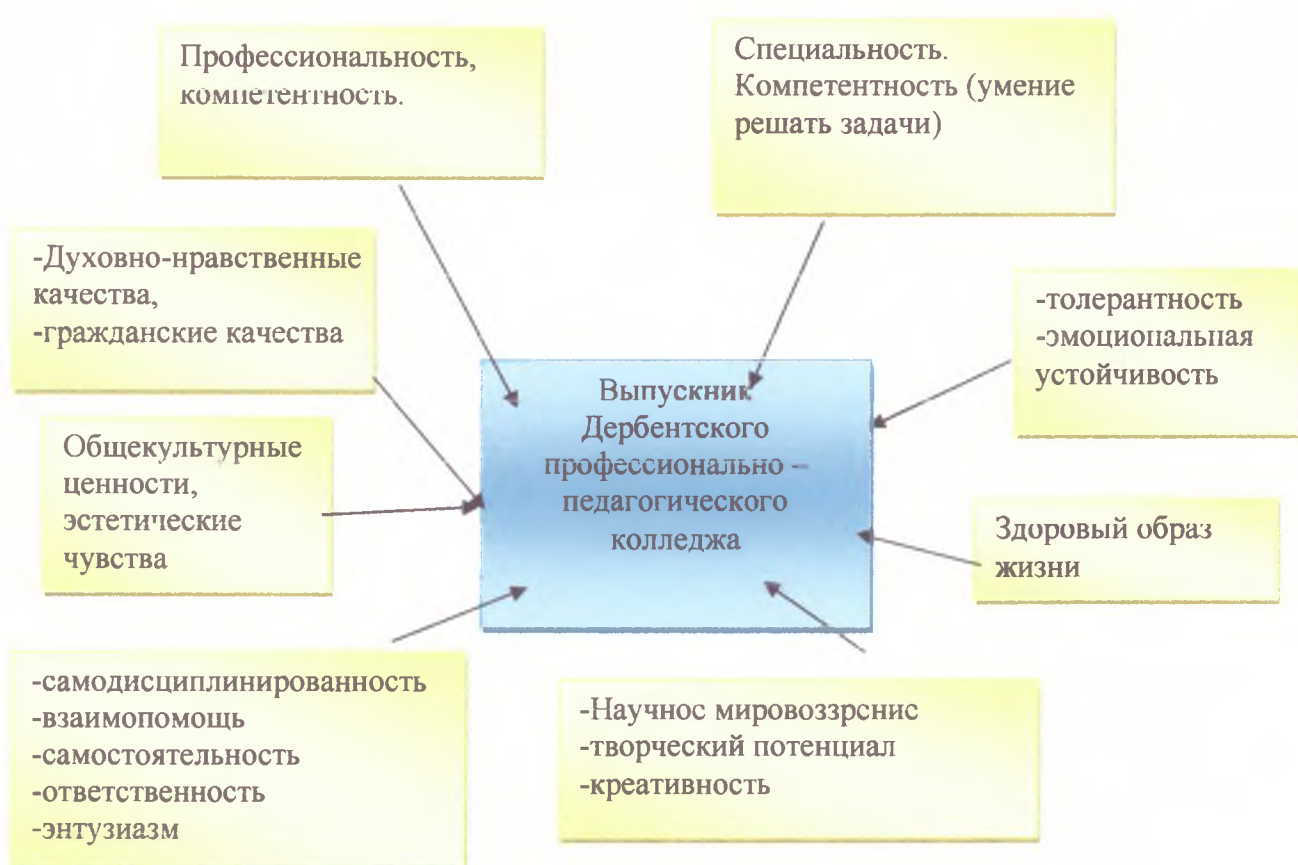 Профессиональность,
компетентность.
Специальность.
Компетентность (умение
решать задачи)
-Духовно-нравственные
качества,
-гражданские качества
-толерантность
-эмоциональная
устойчивость
Выпускник
Дербентского
профессионально –
педагогического
колледжа
Общекультурные
ценности,
эстетические
чувства
Здоровый образ
жизни
-самодисциплинированность
-взаимопомощь
-самостоятельность
-ответственность
-энтузиазм
-Научное мировоззрение
-творческий потенциал
-креативность